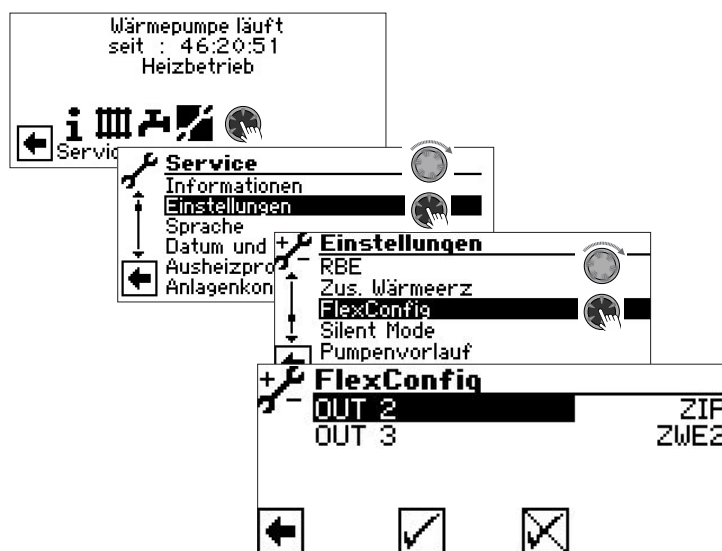 Wärmepumpe läuft
seit : 46:20:51
Heizbetrieb
Service
Informationen
Einstellungen
Sprache
Datum und
Ausheizpro
Anlagenkon
Einstellungen
RBE
Zus. Wärmeerz
FlexConfig
Silent Mode
Pumpenvorlauf
FlexConfig
OUT 2 ZIP
OUT 3 ZWE2